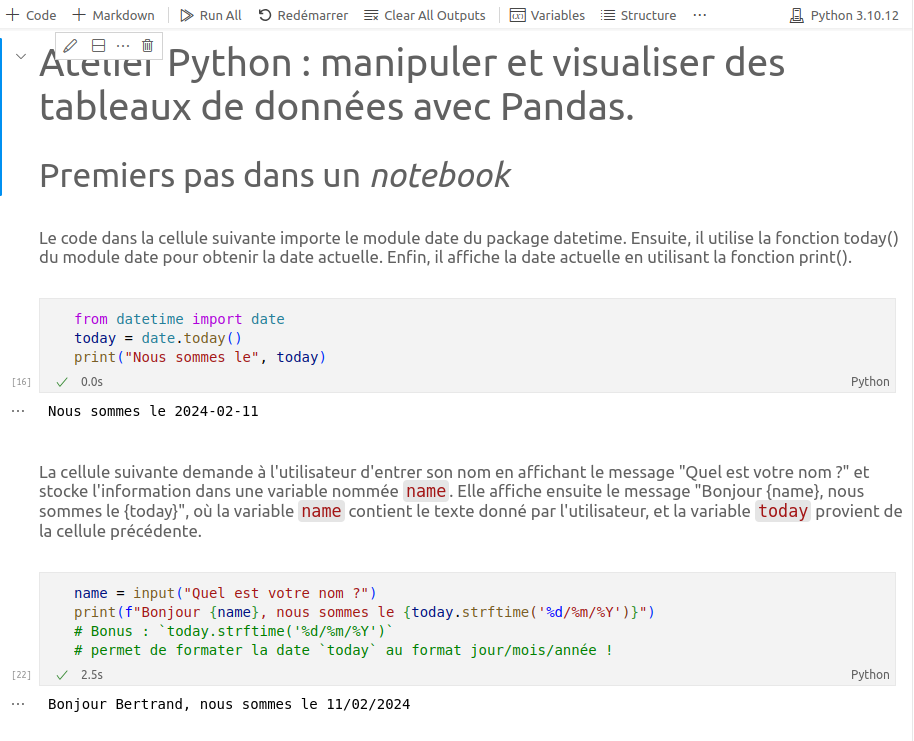 Code Markdown Run All Redémarrer Clear All Outputs Variables Structure ... Python 3.10.12
Atelier Python : manipuler et visualiser des
tableaux de données avec Pandas.
Premiers pas dans un notebook
Le code dans la cellule suivante importe le module date du package datetime. Ensuite, il utilise la fonction today()
du module date pour obtenir la date actuelle. Enfin, il affiche la date actuelle en utilisant la fonction print().
from datetime import date
today = date.today()
print("Nous sommes le", today)
[16] 0.0s Python
Nous sommes le 2024-02-11
La cellule suivante demande à l'utilisateur d'entrer son nom en affichant le message "Quel est votre nom ?" et
stocke l'information dans une variable nommée name. Elle affiche ensuite le message "Bonjour {name}, nous
sommes le {today}", où la variable name contient le texte donné par l'utilisateur, et la variable today provient de
la cellule précédente.
name = input("Quel est votre nom ?")
print(f"Bonjour {name}, nous sommes le {today.strftime('%d/%m/%Y')}")
# Bonus : `today.strftime('%d/%m/%Y')`
# permet de formater la date `today` au format jour/mois/année !
[22] 2.5s Python
Bonjour Bertrand, nous sommes le 11/02/2024